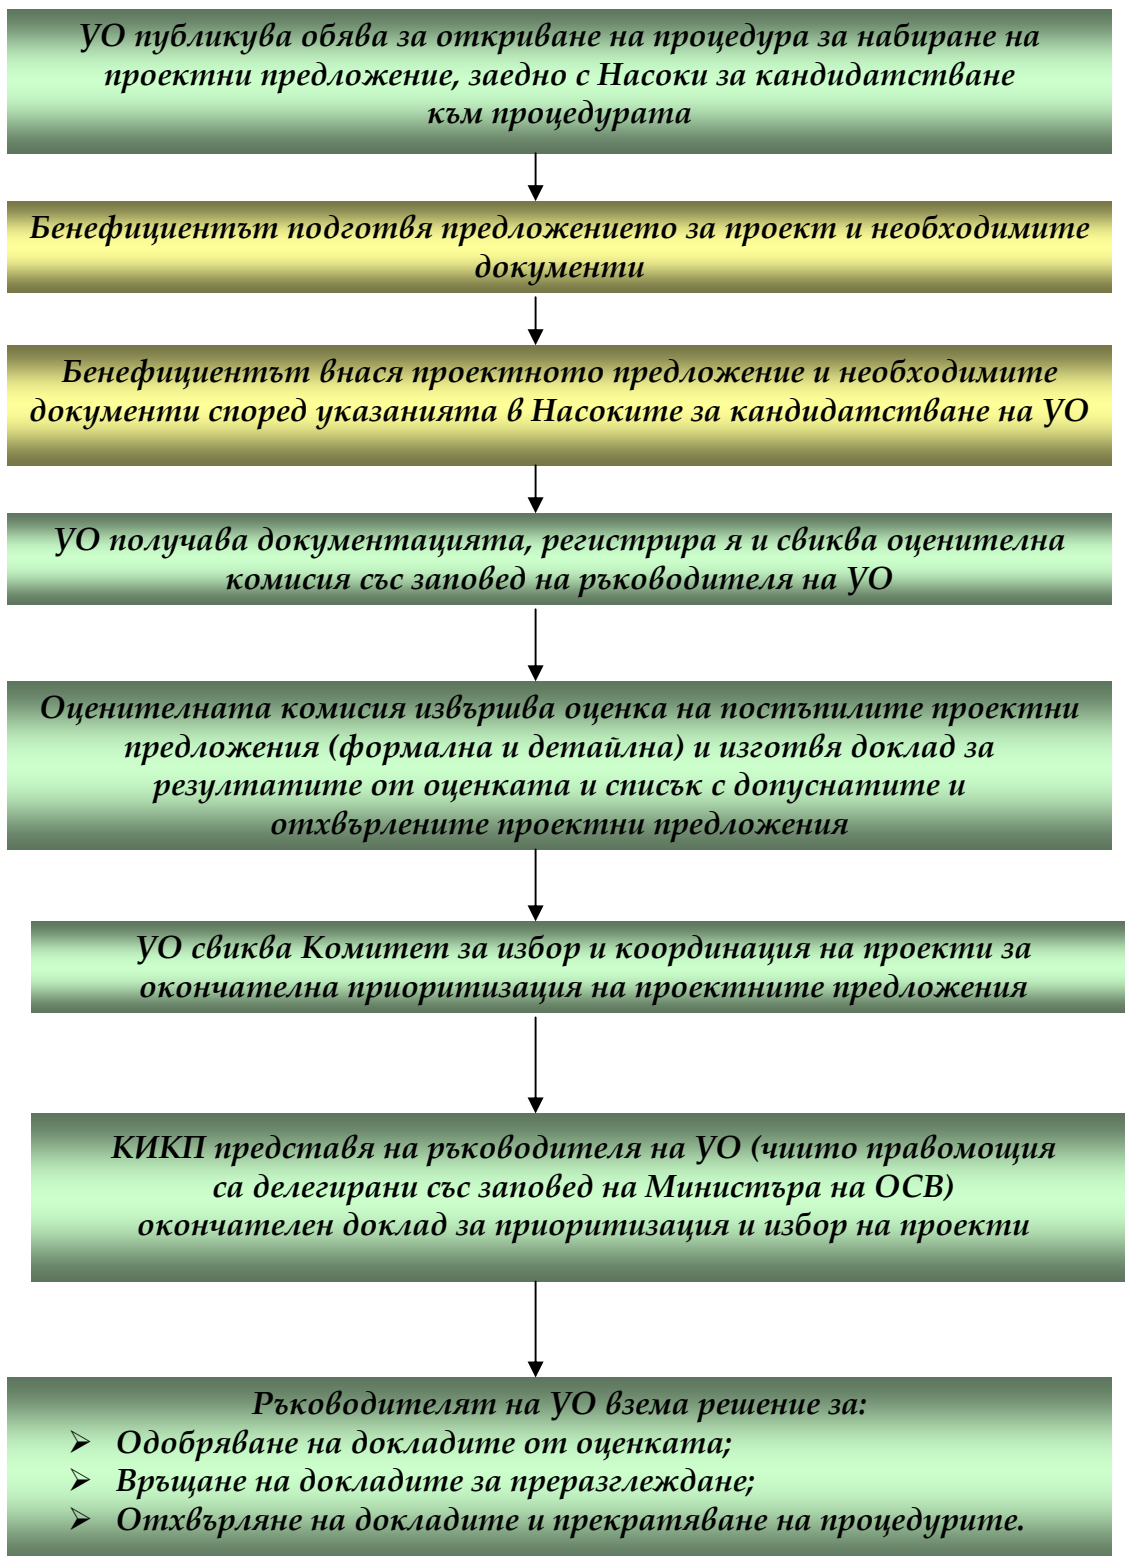 УО публикува обява за откриване на процедура за набиране на
проектни предложение, заедно с Насоки за кандидатстване
към процедурата
Бенефициентът подготвя предложението за проект и необходимите
документи
Бенефициентът внася проектното предложение и необходимите
документи според указанията в Насоките за кандидатстване на УО
УО получава документацията, регистрира я и свиква оценителна
комисия със заповед на ръководителя на УО
Оценителната комисия извършва оценка на постъпилите проектни
предложения (формална и детайлна) и изготвя доклад за
резултатите от оценката и списък с допуснатите и
отхвърлените проектни предложения
УО свиква Комитет за избор и координация на проекти за
окончателна приоритизация на проектните предложения
КИКП представя на ръководителя на УО (чиито правомощия
са делегирани със заповед на Министъра на ОСВ)
окончателен доклад за приоритизация и избор на проекти
Ръководителят на УО взема решение за:
➢ Одобряване на докладите от оценката;
➢ Връщане на докладите за преразглеждане;
➢ Отхвърляне на докладите и прекратяване на процедурите.